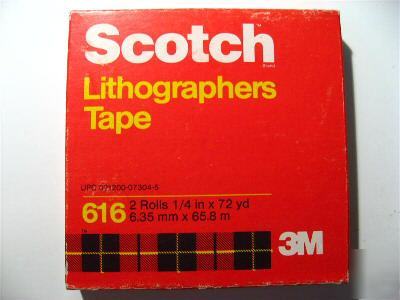 Scotch
Brand
Lithographers
Tape
UPC 021200-07304-5
616 2 Rolls 1/4 in x 72 yd
6.35 mm x 65.8 m
3M